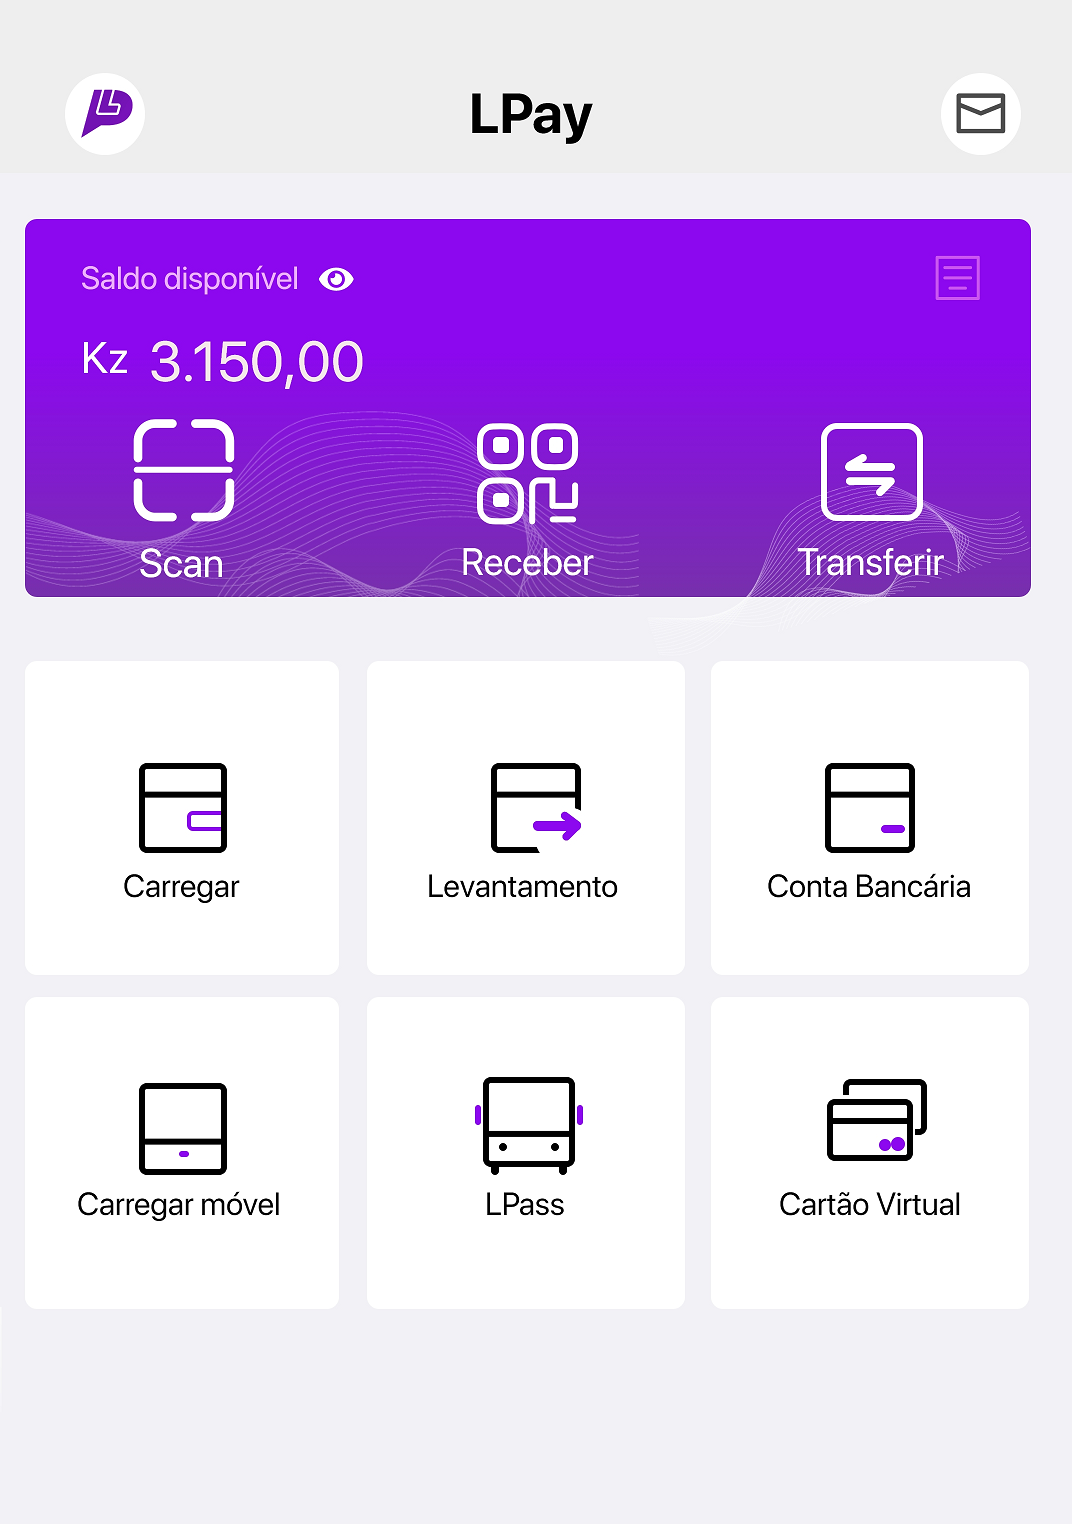 LPay
Saldo disponível
Kz 3.150,00
Scan
Receber
Transferir
Carregar
Levantamento
Conta Bancária
Carregar móvel
LPass
Cartão Virtual